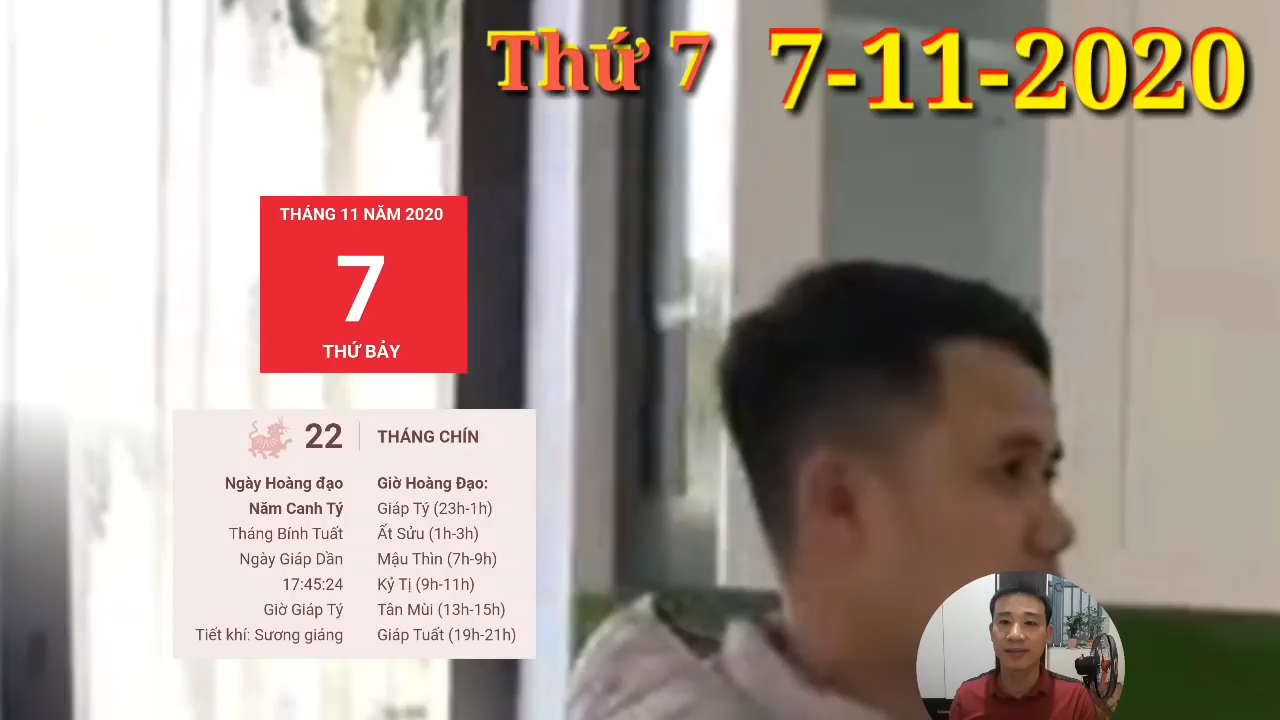 Thứ 7 7-11-2020
THÁNG 11 NĂM 2020
7
THỨ BẢY
22 THÁNG CHÍN
Ngày Hoàng đạo
Năm Canh Tý
Tháng Bính Tuất
Ngày Giáp Dần
17:45:24
Giờ Giáp Tý
Tiết khí: Sương giáng
Giờ Hoàng Đạo:
Giáp Tý (23h-1h)
Ất Sửu (1h-3h)
Mậu Thìn (7h-9h)
Kỷ Tị (9h-11h)
Tân Mùi (13h-15h)
Giáp Tuất (19h-21h)